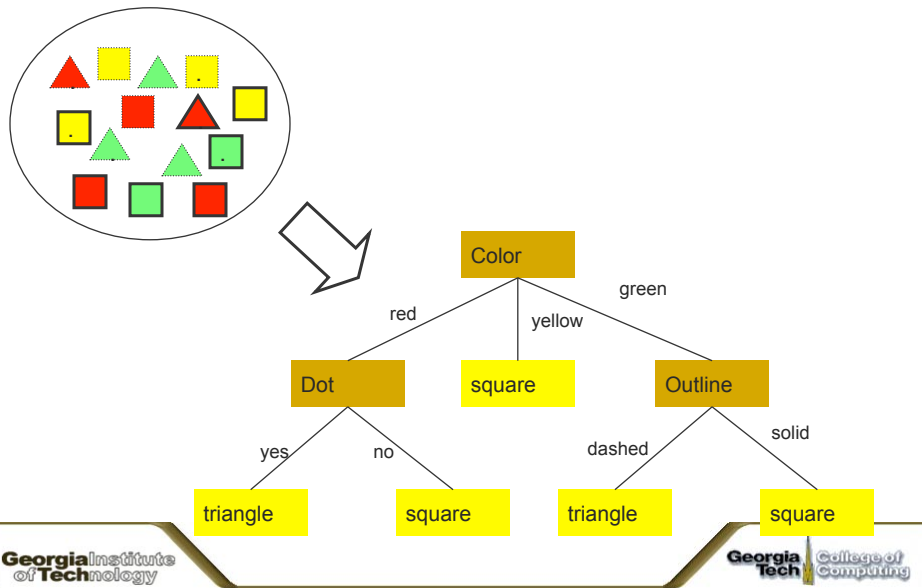 Color
red
yellow
green
Dot
square
Outline
yes
no
dashed
solid
triangle
square
triangle
square
Georgia Institute
of Technology
Georgia
Tech
College of
Computing